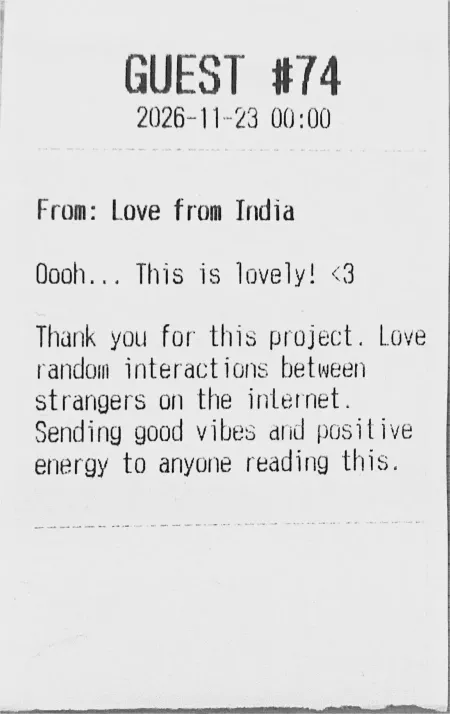 GUEST #74
2026-11-23 00:00
From: Love from India
Oooh... This is lovely! <3
Thank you for this project. Love
random interactions between
strangers on the internet.
Sending good vibes and positive
energy to anyone reading this.